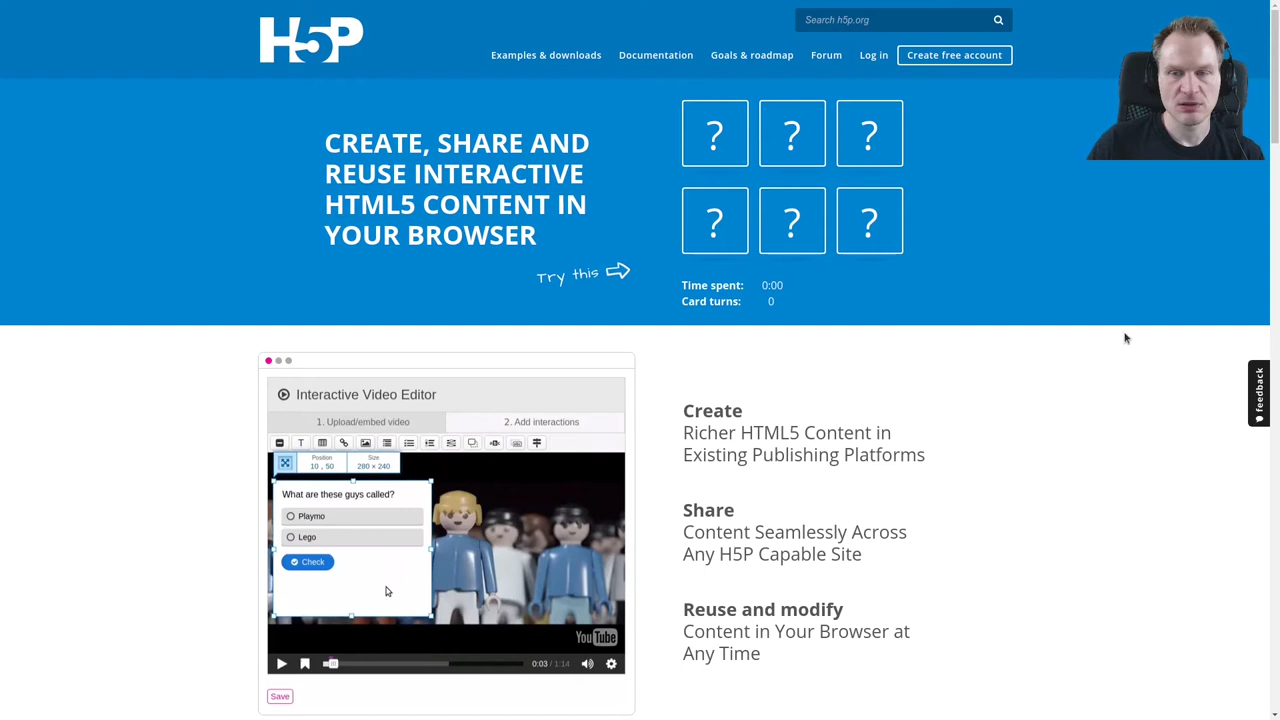 H5P
Search h5p.org
Examples & downloads
Documentation
Goals & roadmap
Forum
Log in
Create free account
CREATE, SHARE AND
REUSE INTERACTIVE
HTML5 CONTENT IN
YOUR BROWSER
Try this
? ? ?
? ? ?
Time spent: 0:00
Card turns: 0
feedback
Interactive Video Editor
1. Upload/embed video
2. Add interactions
T
Position
10 , 50
Size
280 × 240
What are these guys called?
Playmo
Lego
Check
YouTube
0:03 / 1:14
Save
Create
Richer HTML5 Content in
Existing Publishing Platforms
Share
Content Seamlessly Across
Any H5P Capable Site
Reuse and modify
Content in Your Browser at
Any Time